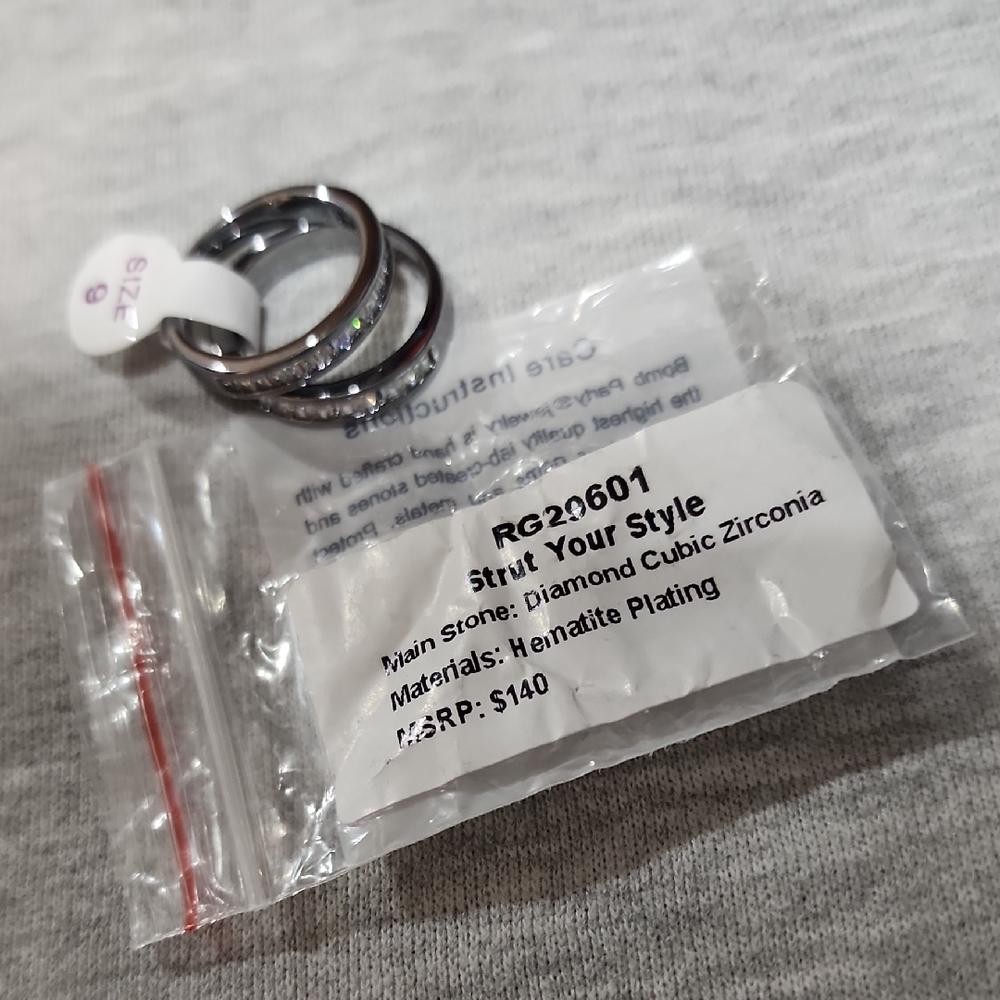 SIZE
9
Care Instructions
Bomb Party® jewelry is hand crafted with
the highest quality lab-created stones and
metals. Protect
RG20601
Strut Your Style
Main Stone: Diamond Cubic Zirconia
Materials: Hematite Plating
MSRP: $140